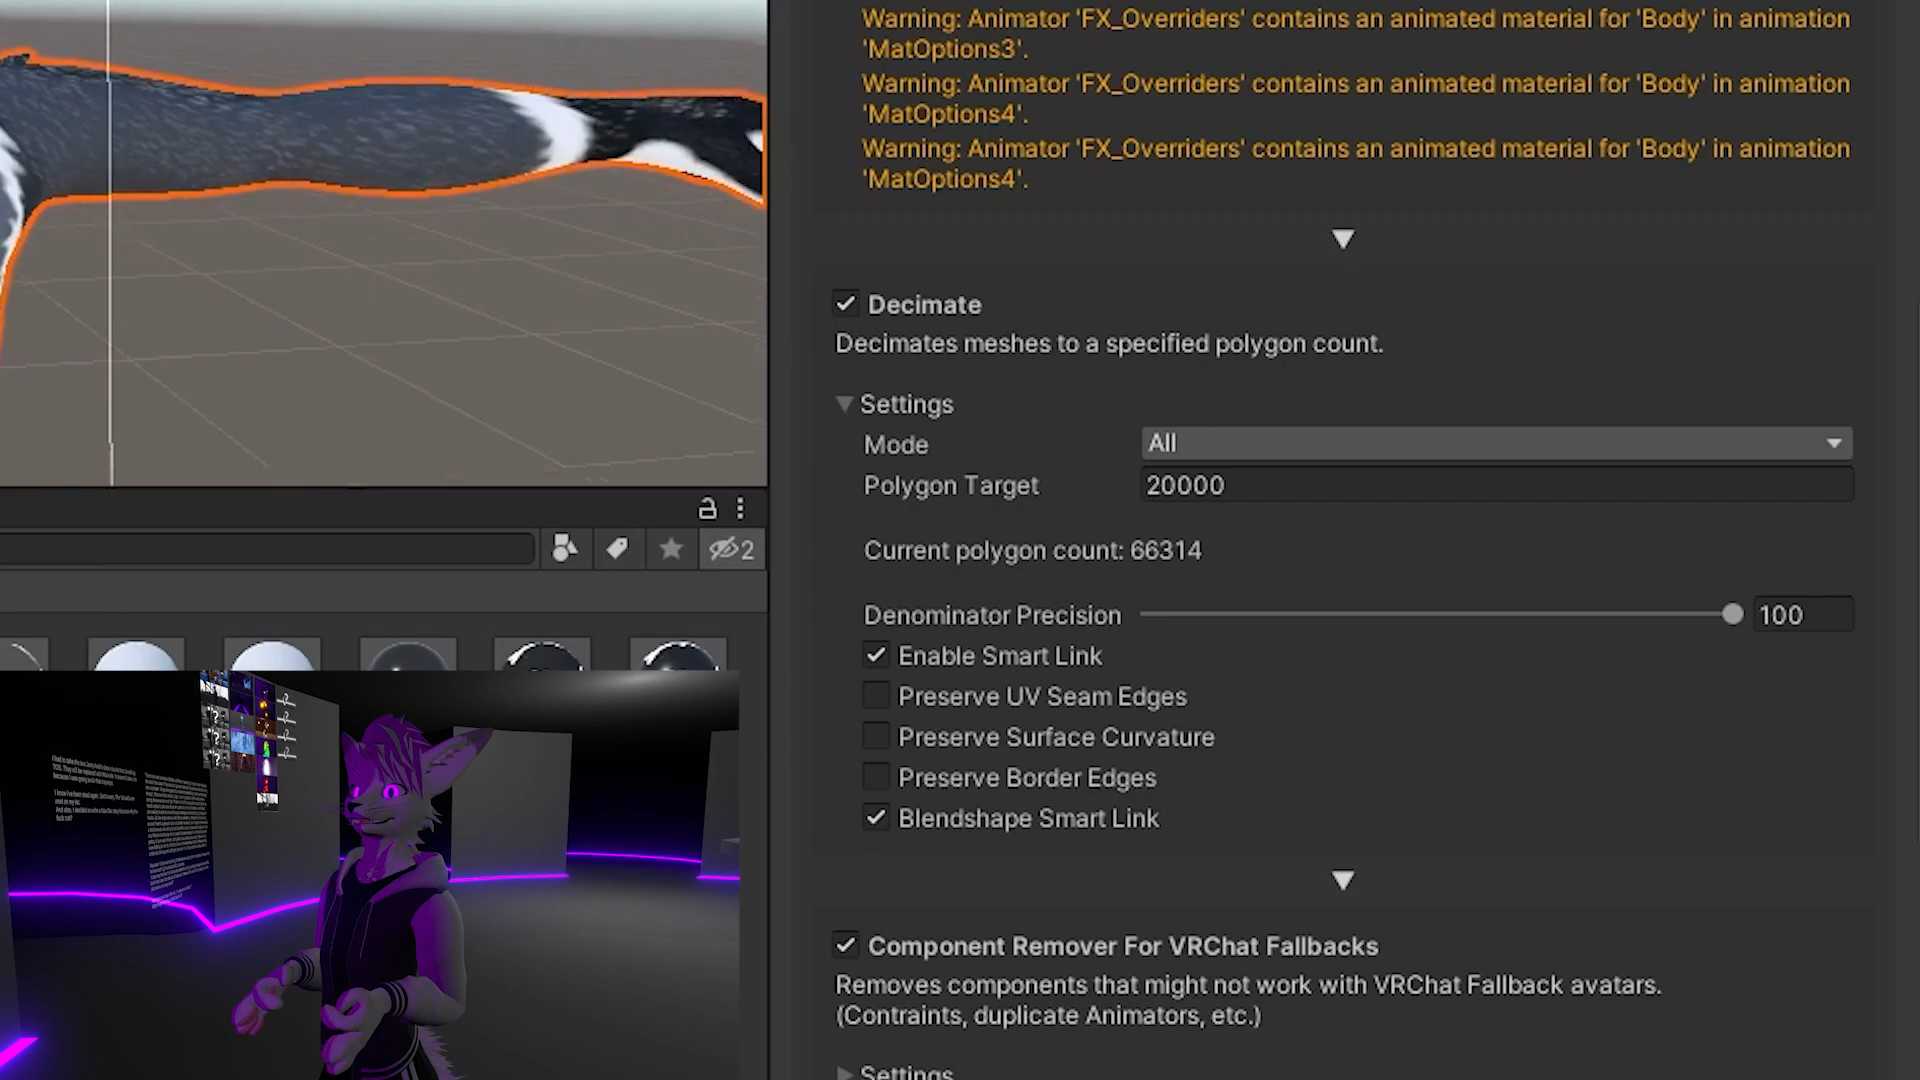 Warning: Animator 'FX_Overriders' contains an animated material for 'Body' in animation
'MatOptions3'.
Warning: Animator 'FX_Overriders' contains an animated material for 'Body' in animation
'MatOptions4'.
Warning: Animator 'FX_Overriders' contains an animated material for 'Body' in animation
'MatOptions4'.
Decimate
Decimates meshes to a specified polygon count.
Settings
Mode
All
Polygon Target
20000
Current polygon count: 66314
Denominator Precision
100
Enable Smart Link
Preserve UV Seam Edges
Preserve Surface Curvature
Preserve Border Edges
Blendshape Smart Link
Component Remover For VRChat Fallbacks
Removes components that might not work with VRChat Fallback avatars.
(Contraints, duplicate Animators, etc.)
Settings
2